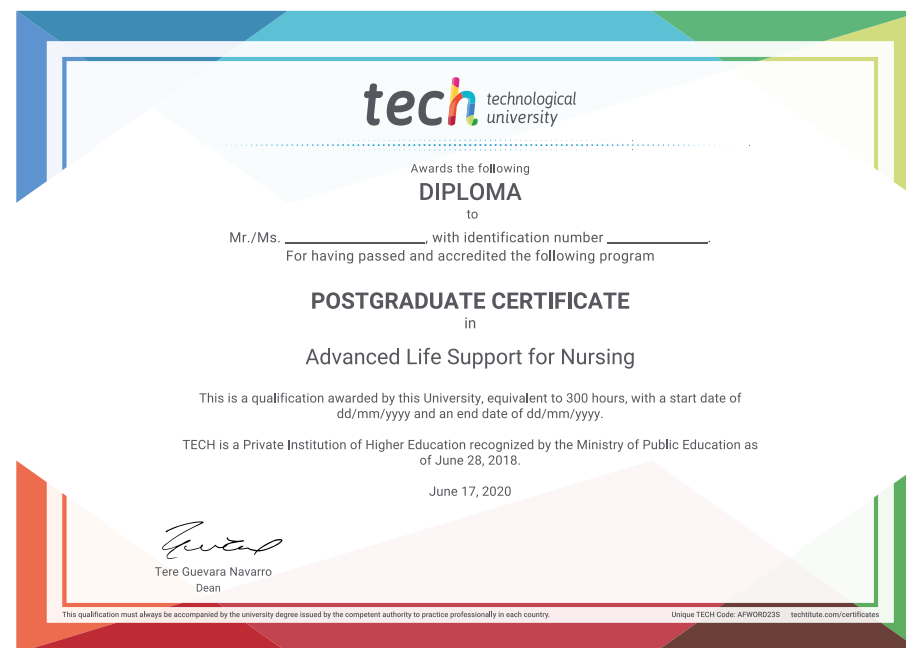 tech technological
university
Awards the following
DIPLOMA
to
Mr./Ms. ____________________, with identification number ______________.
For having passed and accredited the following program
POSTGRADUATE CERTIFICATE
in
Advanced Life Support for Nursing
This is a qualification awarded by this University, equivalent to 300 hours, with a start date of
dd/mm/yyyy and an end date of dd/mm/yyyy.
TECH is a Private Institution of Higher Education recognized by the Ministry of Public Education as
of June 28, 2018.
June 17, 2020
Tere Guevara Navarro
Dean
This qualification must always be accompanied by the university degree issued by the competent authority to practice professionally in each country. Unique TECH Code: AFWORD23S techtitute.com/certificates